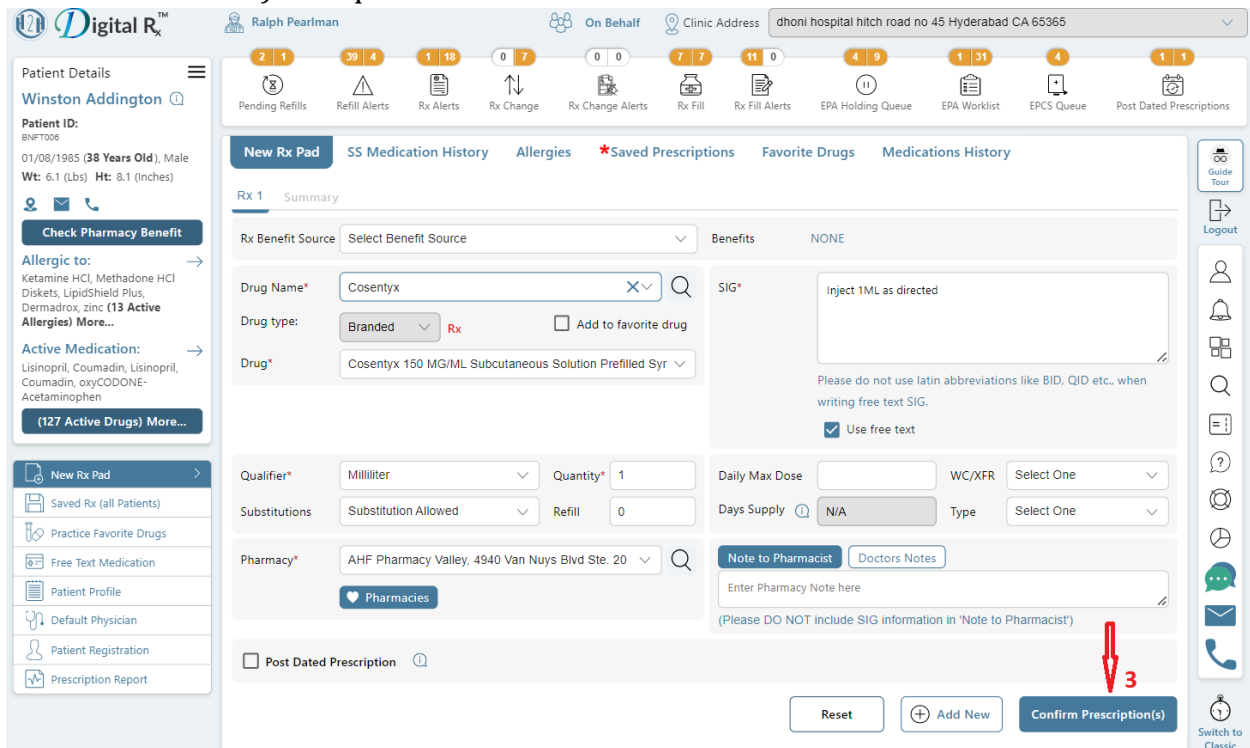 H2H Digital Rx™
Ralph Pearlman
On Behalf
Clinic Address
dhoni hospital hitch road no 45 Hyderabad CA 65365
2 1
39 4
1 18
0 7
0 0
7 7
11 0
4 9
1 31
4
1 1
Pending Refills
Refill Alerts
Rx Alerts
Rx Change
Rx Change Alerts
Rx Fill
Rx Fill Alerts
EPA Holding Queue
EPA Worklist
EPCS Queue
Post Dated Prescriptions
Patient Details
Winston Addington
Patient ID:
BNFT006
01/08/1985 (38 Years Old), Male
Wt: 6.1 (Lbs) Ht: 8.1 (Inches)
Check Pharmacy Benefit
Allergic to:
Ketamine HCl, Methadone HCl
Diskets, LipidShield Plus,
Dermadrox, zinc (13 Active
Allergies) More...
Active Medication:
Lisinopril, Coumadin, Lisinopril,
Coumadin, oxyCODONE-
Acetaminophen
(127 Active Drugs) More...
New Rx Pad
Saved Rx (all Patients)
Practice Favorite Drugs
Free Text Medication
Patient Profile
Default Physician
Patient Registration
Prescription Report
New Rx Pad
SS Medication History
Allergies
*Saved Prescriptions
Favorite Drugs
Medications History
Rx 1
Summary
Rx Benefit Source
Select Benefit Source
Benefits
NONE
Drug Name*
Cosentyx
Drug type:
Branded
Rx
Add to favorite drug
Drug*
Cosentyx 150 MG/ML Subcutaneous Solution Prefilled Syr
SIG*
Inject 1ML as directed
Please do not use latin abbreviations like BID, QID etc., when
writing free text SIG.
Use free text
Qualifier*
Milliliter
Quantity*
1
Daily Max Dose
WC/XFR
Select One
Substitutions
Substitution Allowed
Refill
0
Days Supply
N/A
Type
Select One
Pharmacy*
AHF Pharmacy Valley, 4940 Van Nuys Blvd Ste. 20
Pharmacies
Note to Pharmacist
Doctors Notes
Enter Pharmacy Note here
(Please DO NOT include SIG information in 'Note to Pharmacist')
Post Dated Prescription
3
Reset
Add New
Confirm Prescription(s)
Guide
Tour
Logout
Switch to
Classic